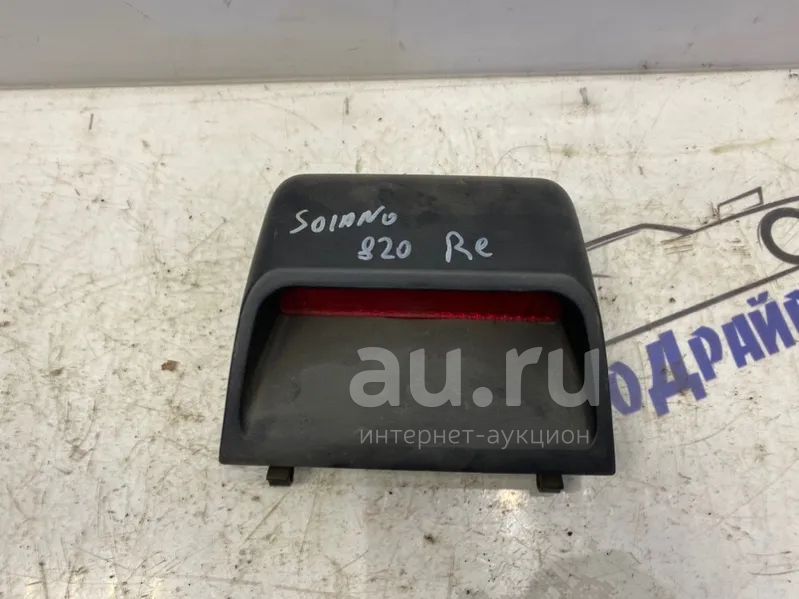 SOlANO
820 Re
au.ru
интернет-аукцион
оДРАЙВ